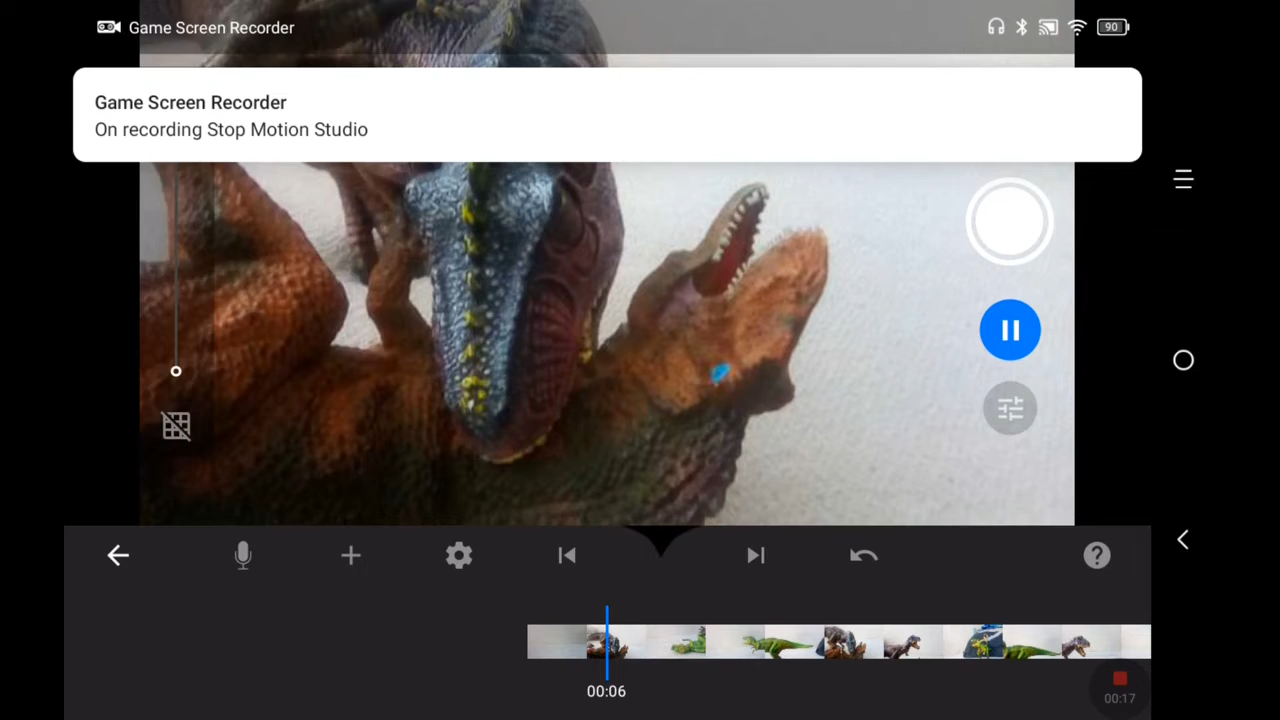 Game Screen Recorder
90
Game Screen Recorder
On recording Stop Motion Studio
00:06
00:17